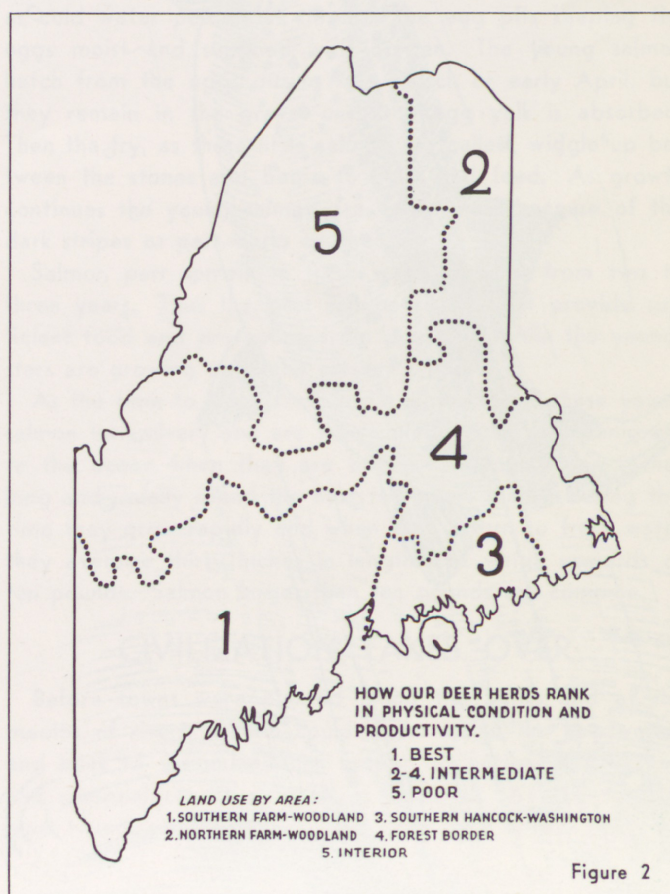 2
5
4
3
1
HOW OUR DEER HERDS RANK
IN PHYSICAL CONDITION AND
PRODUCTIVITY.
1. BEST
2-4. INTERMEDIATE
5. POOR
LAND USE BY AREA:
1. SOUTHERN FARM-WOODLAND 3. SOUTHERN HANCOCK-WASHINGTON
2. NORTHERN FARM-WOODLAND 4. FOREST BORDER
5. INTERIOR
Figure 2